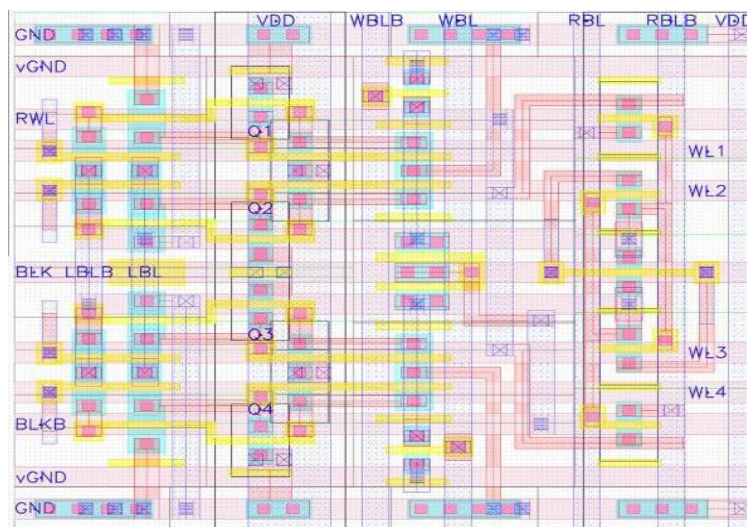 VDD WBLB WBL RBL RBLB VDD
GND
vGND
RWL
Q1
WL1
WL2
Q2
BLK LBLB LBL
Q3
WL3
WL4
Q4
BLKB
vGND
GND